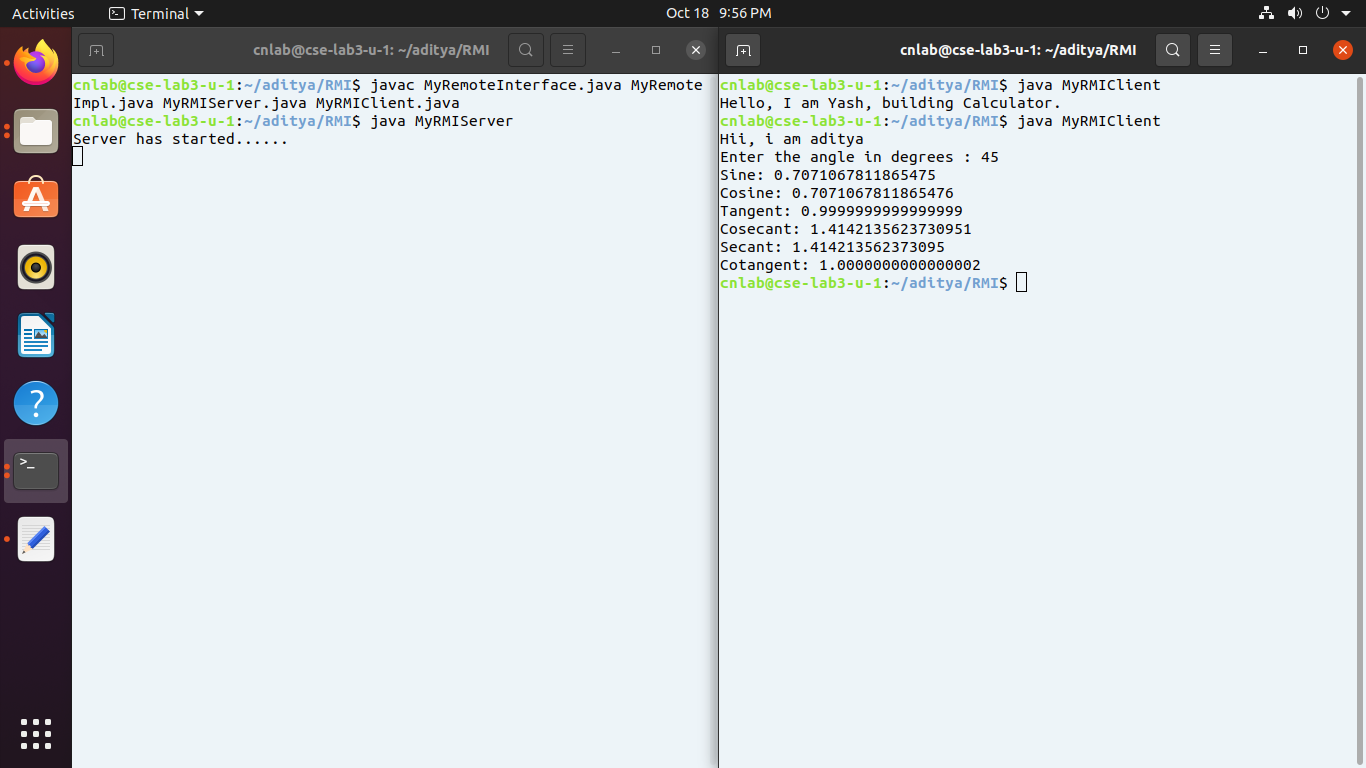 Activities
Terminal
Oct 18 9:56 PM
cnlab@cse-lab3-u-1: ~/aditya/RMI
cnlab@cse-lab3-u-1:~/aditya/RMI$ javac MyRemoteInterface.java MyRemote
Impl.java MyRMIServer.java MyRMIClient.java
cnlab@cse-lab3-u-1:~/aditya/RMI$ java MyRMIServer
Server has started......
cnlab@cse-lab3-u-1: ~/aditya/RMI
cnlab@cse-lab3-u-1:~/aditya/RMI$ java MyRMIClient
Hello, I am Yash, building Calculator.
cnlab@cse-lab3-u-1:~/aditya/RMI$ java MyRMIClient
Hii, i am aditya
Enter the angle in degrees : 45
Sine: 0.7071067811865475
Cosine: 0.7071067811865476
Tangent: 0.9999999999999999
Cosecant: 1.4142135623730951
Secant: 1.414213562373095
Cotangent: 1.0000000000000002
cnlab@cse-lab3-u-1:~/aditya/RMI$